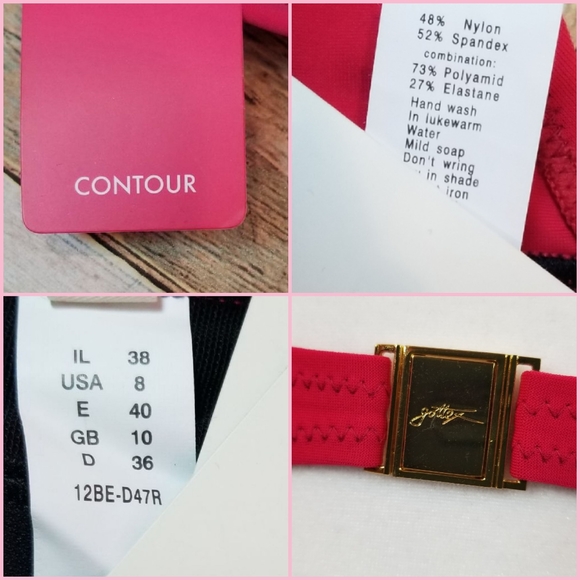 CONTOUR
48% Nylon
52% Spandex
combination:
73% Polyamid
27% Elastane
Hand wash
In lukewarm
Water
Mild soap
Don't wring
in shade
iron
IL 38
USA 8
E 40
GB 10
D 36
12BE-D47R
gottex